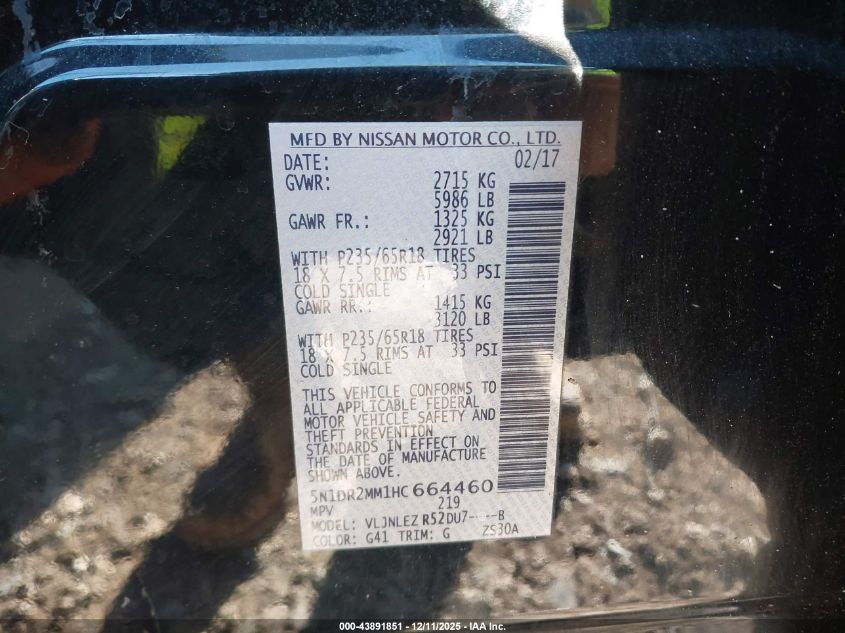 MFD BY NISSAN MOTOR CO., LTD.
DATE: 02/17
GVWR: 2715 KG
5986 LB
GAWR FR.: 1325 KG
2921 LB
WITH P235/65R18 TIRES
18 X 7.5 RIMS AT 33 PSI
COLD SINGLE
GAWR RR.: 1415 KG
3120 LB
WITH P235/65R18 TIRES
18 X 7.5 RIMS AT 33 PSI
COLD SINGLE
THIS VEHICLE CONFORMS TO
ALL APPLICABLE FEDERAL
MOTOR VEHICLE SAFETY AND
THEFT PREVENTION
STANDARDS IN EFFECT ON
THE DATE OF MANUFACTURE
SHOWN ABOVE.
5N1DR2MM1HC664460
MPV 219
MODEL: VLJNLEZ R52DU7-----B
COLOR: G41 TRIM: G ZS30A
000-43891851 - 12/11/2025 - IAA Inc.